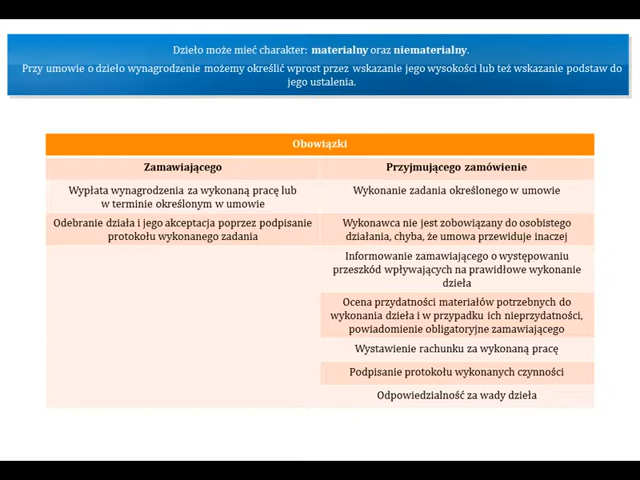 Dzieło może mieć charakter: materialny oraz niematerialny.
Przy umowie o dzieło wynagrodzenie możemy określić wprost przez wskazanie jego wysokości lub też wskazanie podstaw do
jego ustalenia.
Obowiązki
Zamawiającego
Przyjmującego zamówienie
Wypłata wynagrodzenia za wykonaną pracę lub
w terminie określonym w umowie
Wykonanie zadania określonego w umowie
Odebranie działa i jego akceptacja poprzez podpisanie
protokołu wykonanego zadania
Wykonawca nie jest zobowiązany do osobistego
działania, chyba, że umowa przewiduje inaczej
Informowanie zamawiającego o występowaniu
przeszkód wpływających na prawidłowe wykonanie
dzieła
Ocena przydatności materiałów potrzebnych do
wykonania dzieła i w przypadku ich nieprzydatności,
powiadomienie obligatoryjne zamawiającego
Wystawienie rachunku za wykonaną pracę
Podpisanie protokołu wykonanych czynności
Odpowiedzialność za wady dzieła